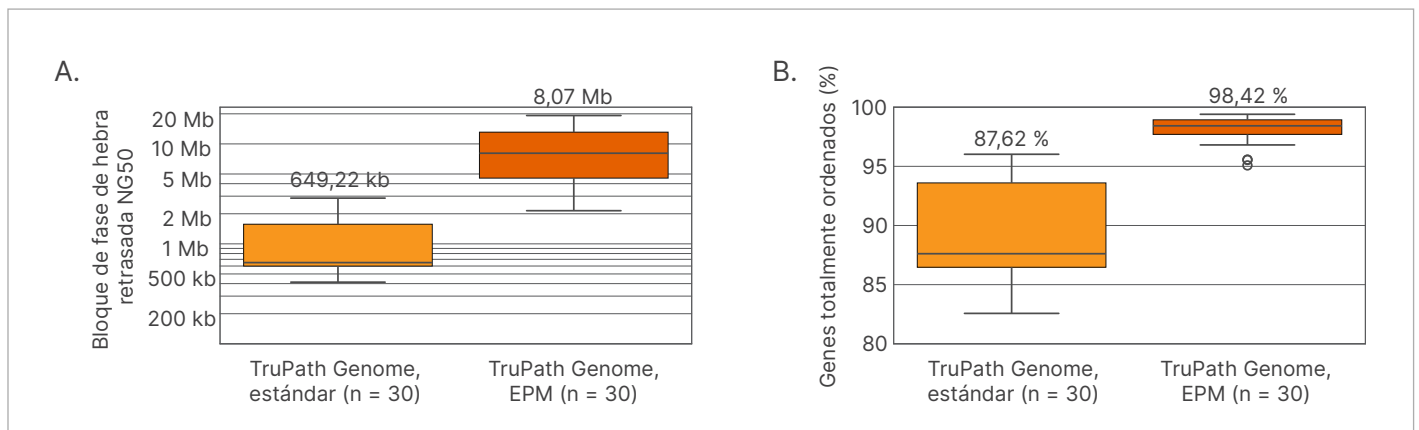 A.
Bloque de fase de hebra
retrasada NG50
20 Mb
10 Mb
5 Mb
2 Mb
1 Mb
500 kb
200 kb
649,22 kb
8,07 Mb
TruPath Genome,
estándar (n = 30)
TruPath Genome,
EPM (n = 30)
B.
Genes totalmente ordenados (%)
100
95
90
85
80
87,62 %
98,42 %
TruPath Genome,
estándar (n = 30)
TruPath Genome,
EPM (n = 30)